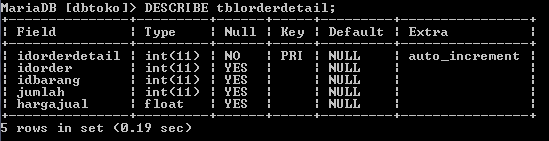 MariaDB [dbtoko]> DESCRIBE tblorderdetail;
+---------------+---------+------+-----+---------+----------------+
| Field         | Type    | Null | Key | Default | Extra          |
+---------------+---------+------+-----+---------+----------------+
| idorderdetail | int(11) | NO   | PRI | NULL    | auto_increment |
| idorder       | int(11) | YES  |     | NULL    |                |
| idbarang      | int(11) | YES  |     | NULL    |                |
| jumlah        | int(11) | YES  |     | NULL    |                |
| hargajual     | float   | YES  |     | NULL    |                |
+---------------+---------+------+-----+---------+----------------+
5 rows in set (0.19 sec)